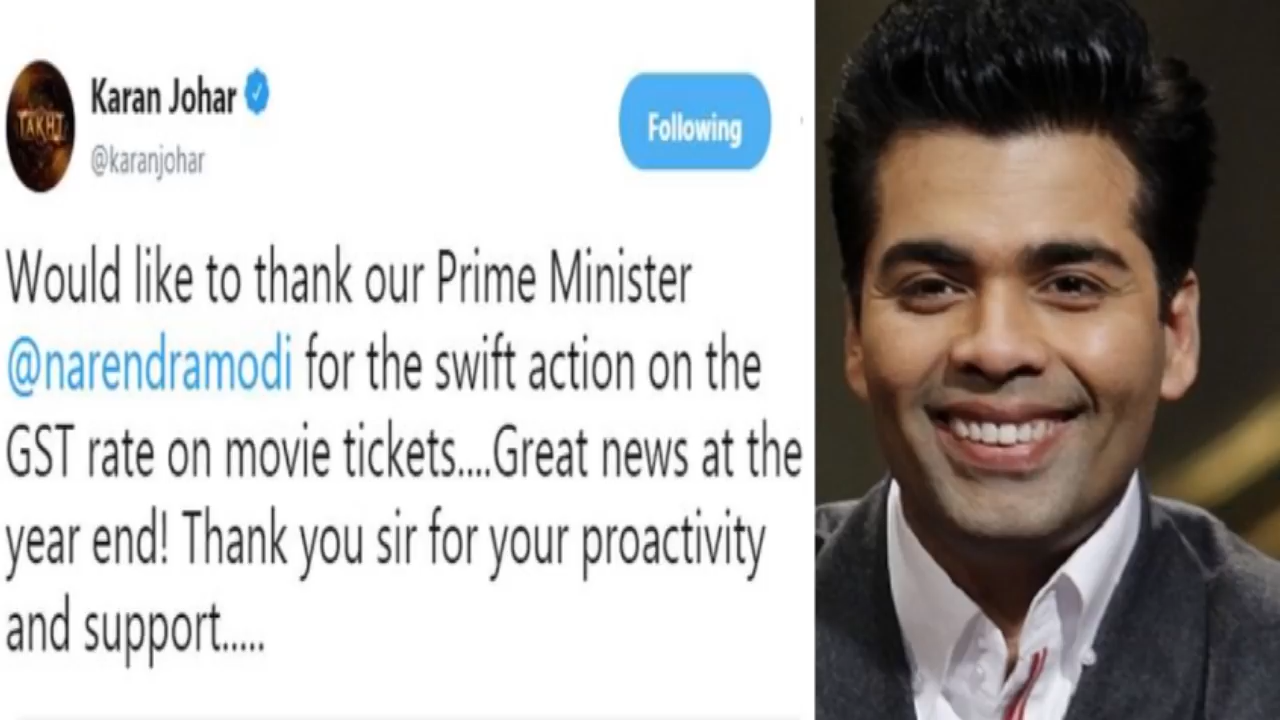 Karan Johar
@karanjohar
Following
TAKHT
Would like to thank our Prime Minister
@narendramodi for the swift action on the
GST rate on movie tickets....Great news at the
year end! Thank you sir for your proactivity
and support.....